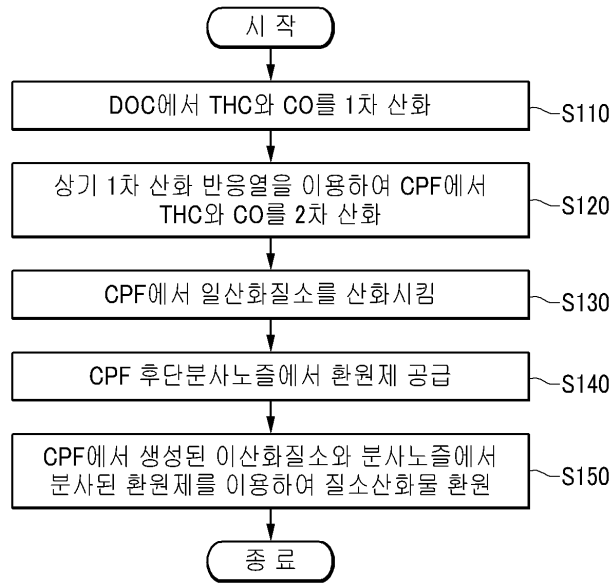 시 작
DOC에서 THC와 CO를 1차 산화
S110
상기 1차 산화 반응열을 이용하여 CPF에서
THC와 CO를 2차 산화
S120
CPF에서 일산화질소를 산화시킴
S130
CPF 후단분사노즐에서 환원제 공급
S140
CPF에서 생성된 이산화질소와 분사노즐에서
분사된 환원제를 이용하여 질소산화물 환원
S150
종 료